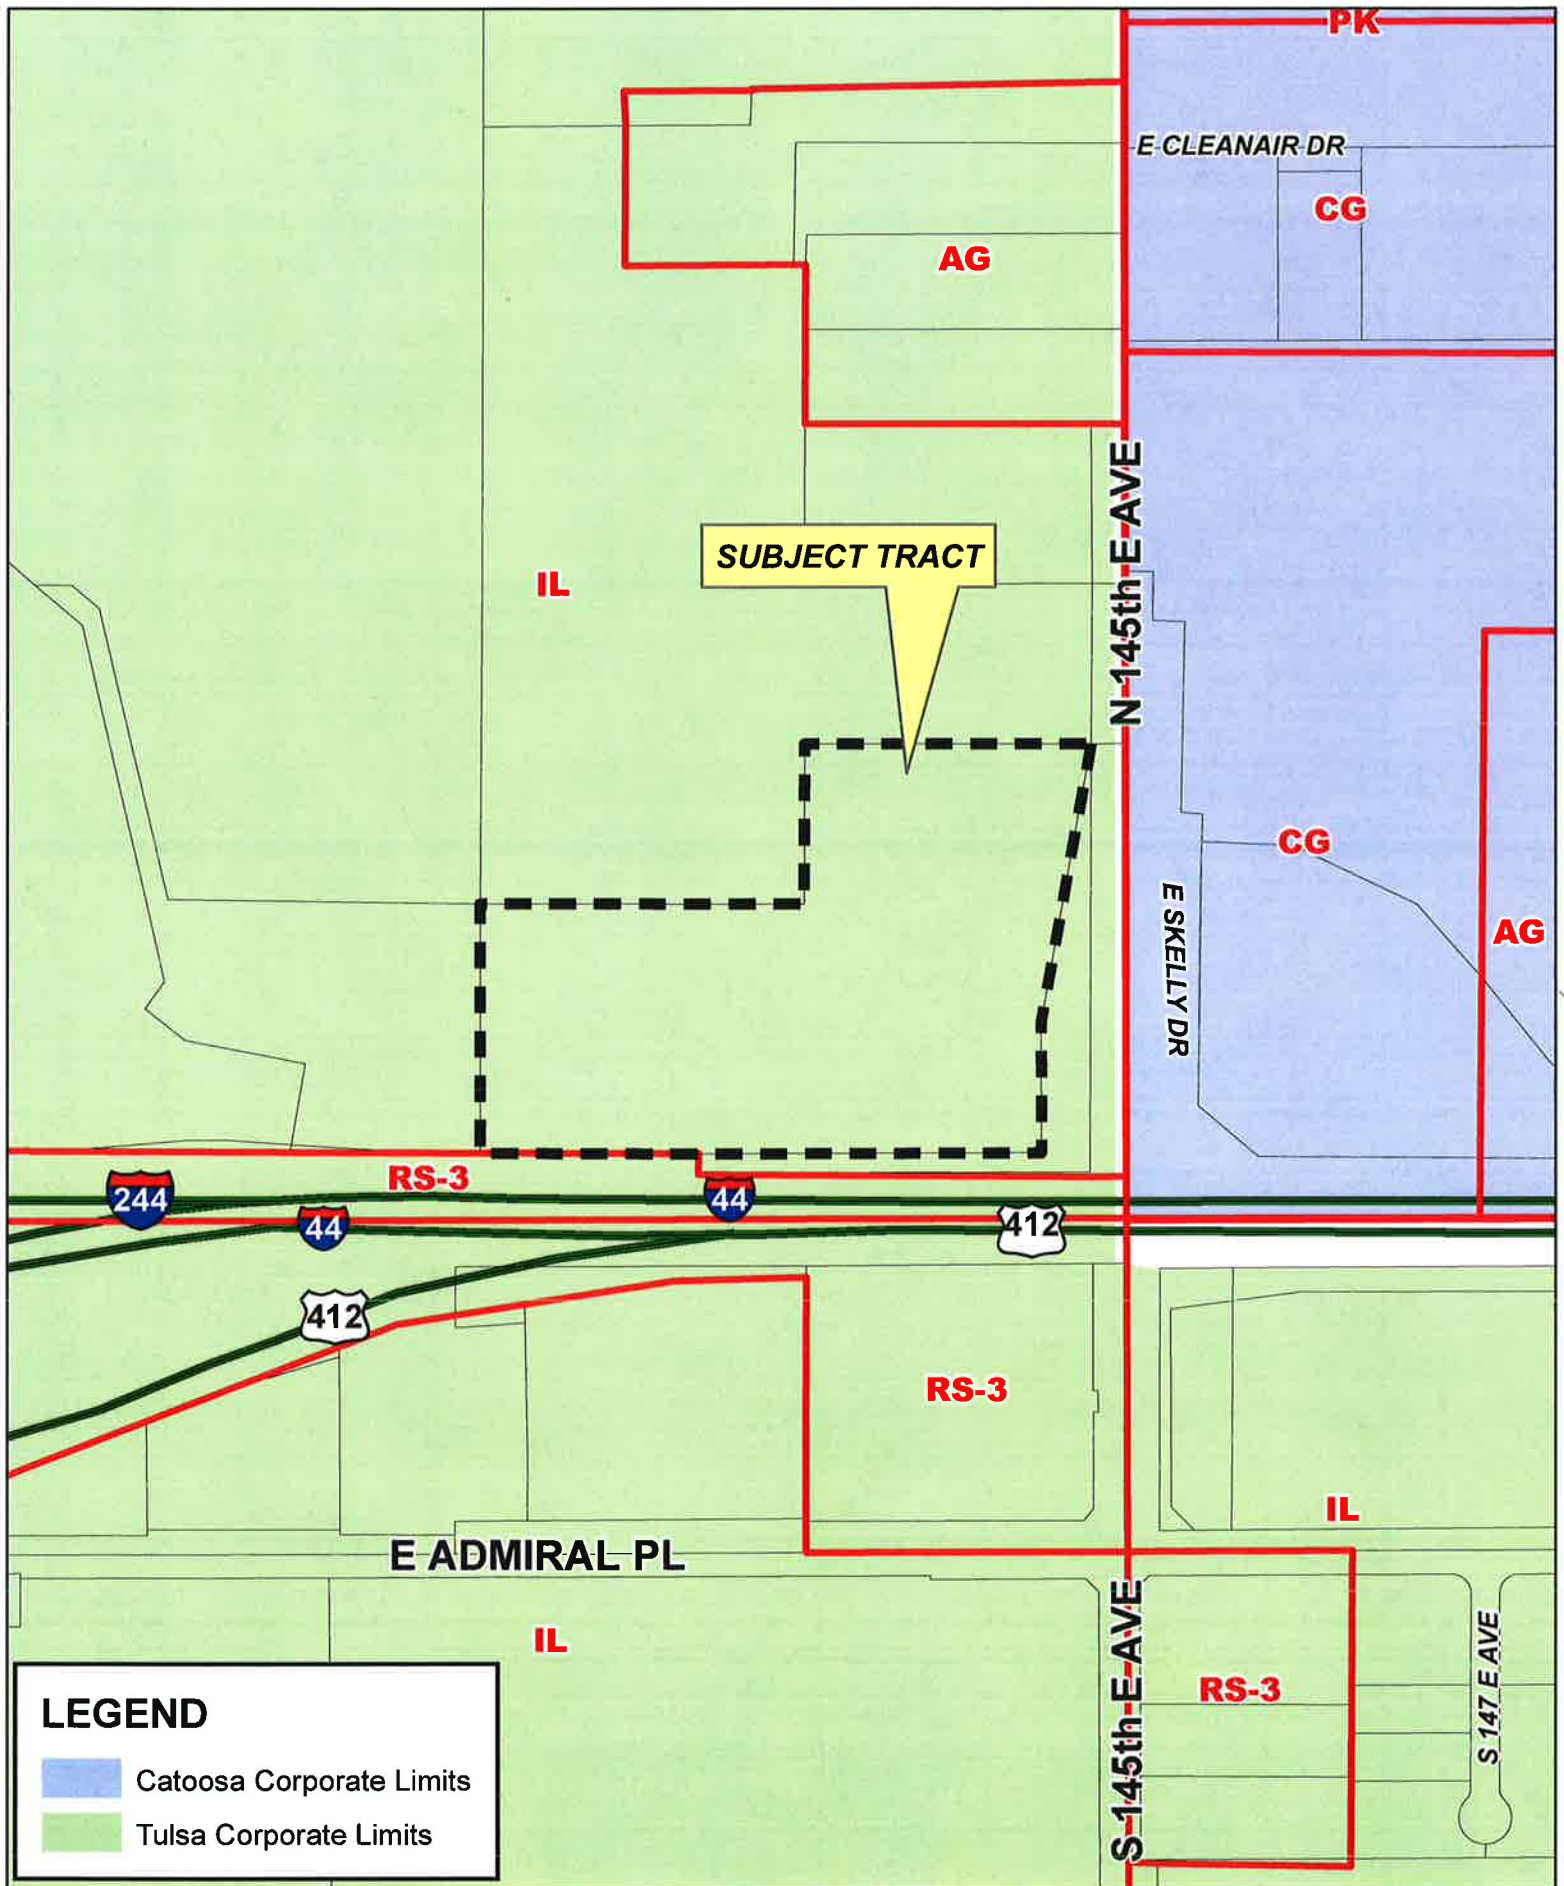 PK
E CLEANAIR DR
CG
AG
N 145th E AVE
SUBJECT TRACT
IL
CG
E SKELLY DR
AG
RS-3
244
44
44
412
412
RS-3
IL
E ADMIRAL PL
IL
S 145th E AVE
RS-3
S 147 E AVE
LEGEND
Catoosa Corporate Limits
Tulsa Corporate Limits